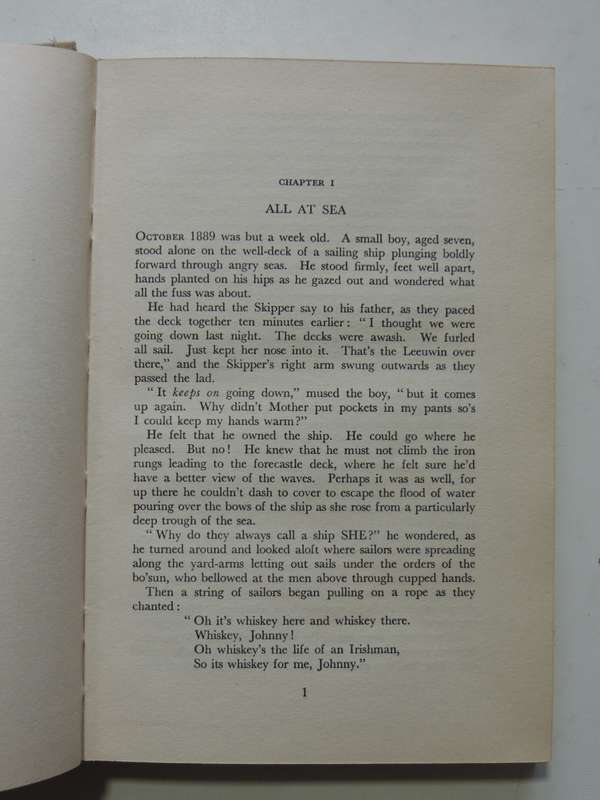 CHAPTER I
ALL AT SEA
OCTOBER 1889 was but a week old. A small boy, aged seven,
stood alone on the well-deck of a sailing ship plunging boldly
forward through angry seas. He stood firmly, feet well apart,
hands planted on his hips as he gazed out and wondered what
all the fuss was about.
He had heard the Skipper say to his father, as they paced
the deck together ten minutes earlier: “I thought we were
going down last night. The decks were awash. We furled
all sail. Just kept her nose into it. That's the Leeuwin over
there,” and the Skipper's right arm swung outwards as they
passed the lad.
“It keeps on going down,” mused the boy, “but it comes
up again. Why didn't Mother put pockets in my pants so's
I could keep my hands warm?”
He felt that he owned the ship. He could go where he
pleased. But no! He knew that he must not climb the iron
rungs leading to the forecastle deck, where he felt sure he'd
have a better view of the waves. Perhaps it was as well, for
up there he couldn't dash to cover to escape the flood of water
pouring over the bows of the ship as she rose from a particularly
deep trough of the sea.
“Why do they always call a ship SHE?” he wondered, as
he turned around and looked aloft where sailors were spreading
along the yard-arms letting out sails under the orders of the
bo'sun, who bellowed at the men above through cupped hands.
Then a string of sailors began pulling on a rope as they
chanted:
“Oh it's whiskey here and whiskey there.
Whiskey, Johnny!
Oh whiskey's the life of an Irishman,
So its whiskey for me, Johnny.”
1